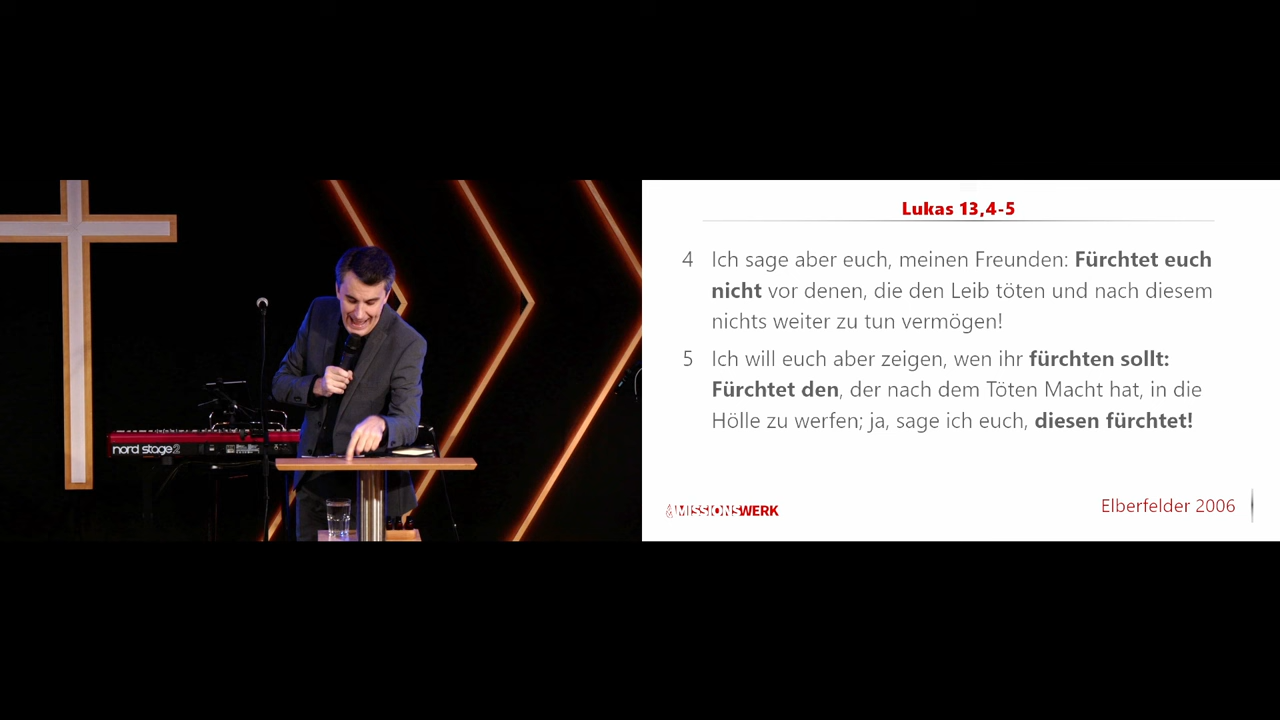 nord stage 2
Lukas 13,4-5
4 Ich sage aber euch, meinen Freunden: Fürchtet euch
nicht vor denen, die den Leib töten und nach diesem
nichts weiter zu tun vermögen!
5 Ich will euch aber zeigen, wen ihr fürchten sollt:
Fürchtet den, der nach dem Töten Macht hat, in die
Hölle zu werfen; ja, sage ich euch, diesen fürchtet!
MISSIONSWERK
Elberfelder 2006